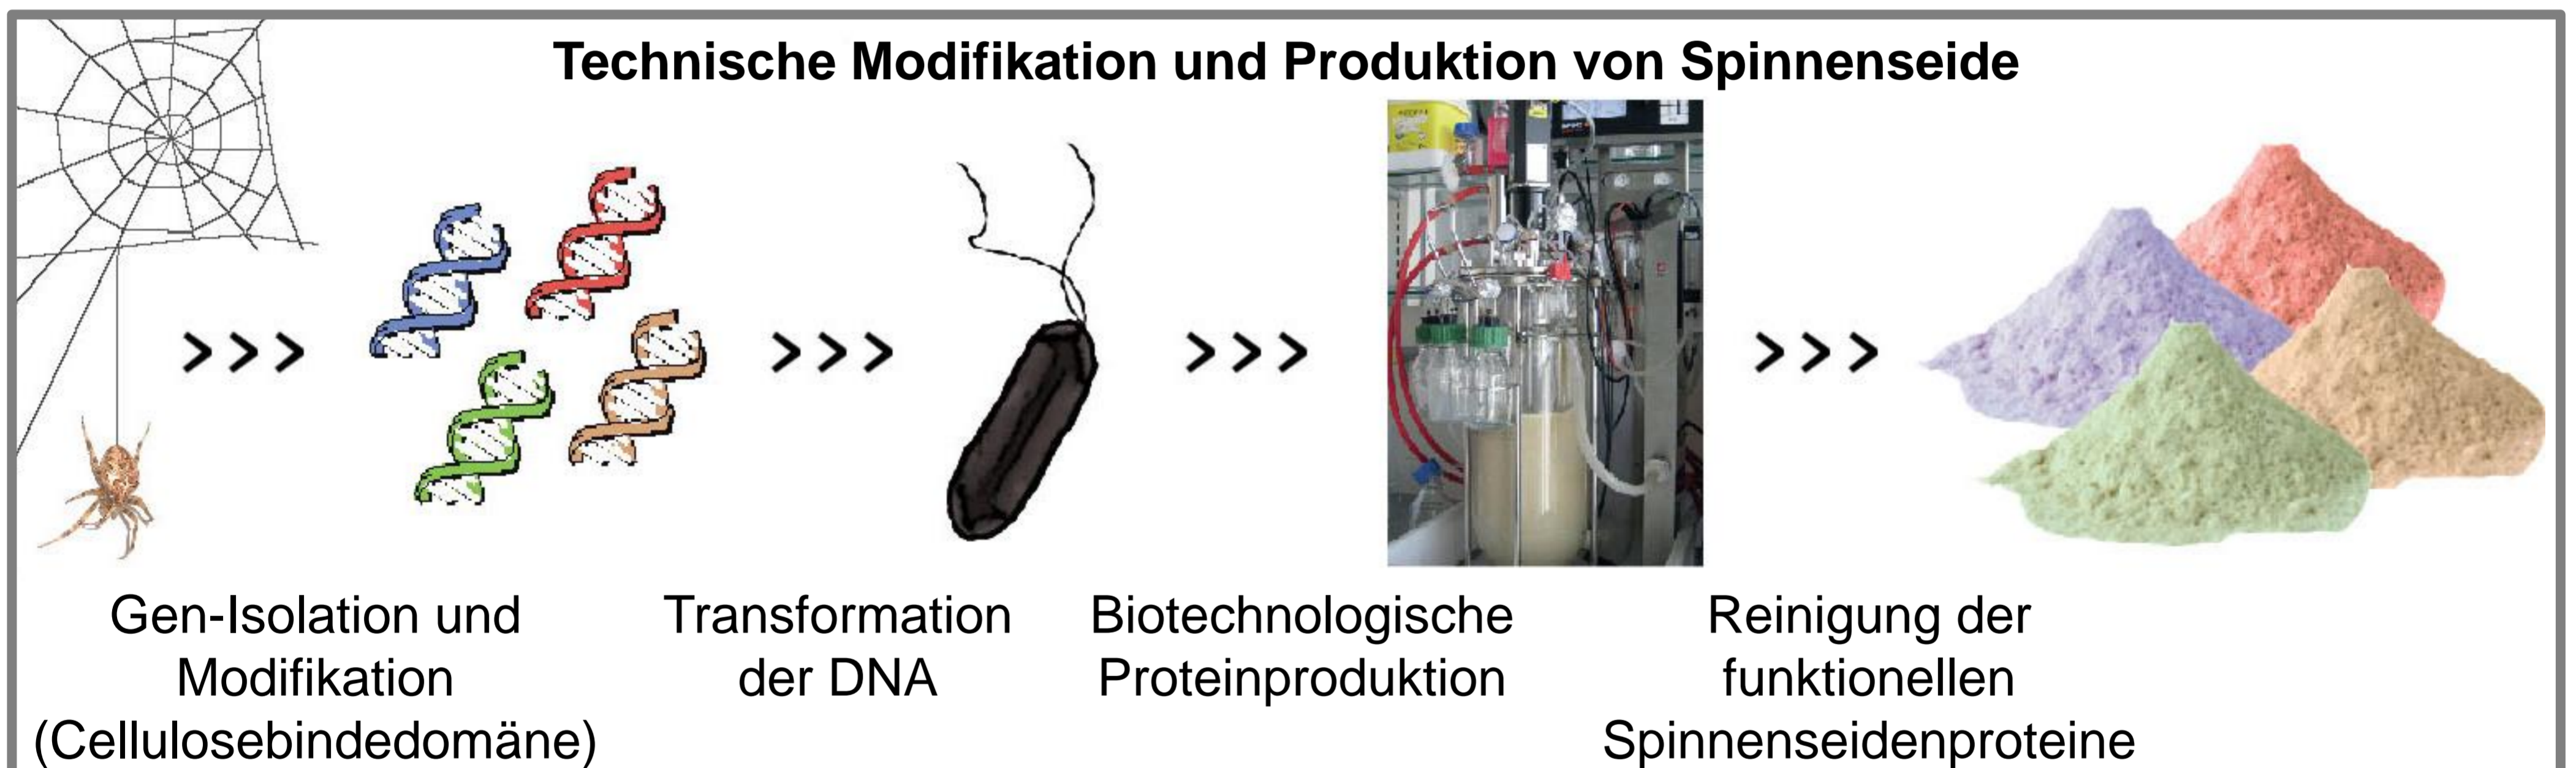 Technische Modifikation und Produktion von Spinnenseide
>>> >>> >>> >>>
Gen-Isolation und
Modifikation
(Cellulosebindedomäne)
Transformation
der DNA
Biotechnologische
Proteinproduktion
Reinigung der
funktionellen
Spinnenseidenproteine